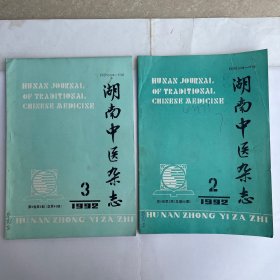 HUNAN JOURNAL
OF TRADITIONAL
CHINESE MEDICINE
湖南中医杂志
3
1992
HUNAN ZHONG YI ZA ZHI
HUNAN JOURNAL
OF TRADITIONAL
CHINESE MEDICINE
湖南中医杂志
2
1992
HUNAN ZHONG YI ZA ZHI